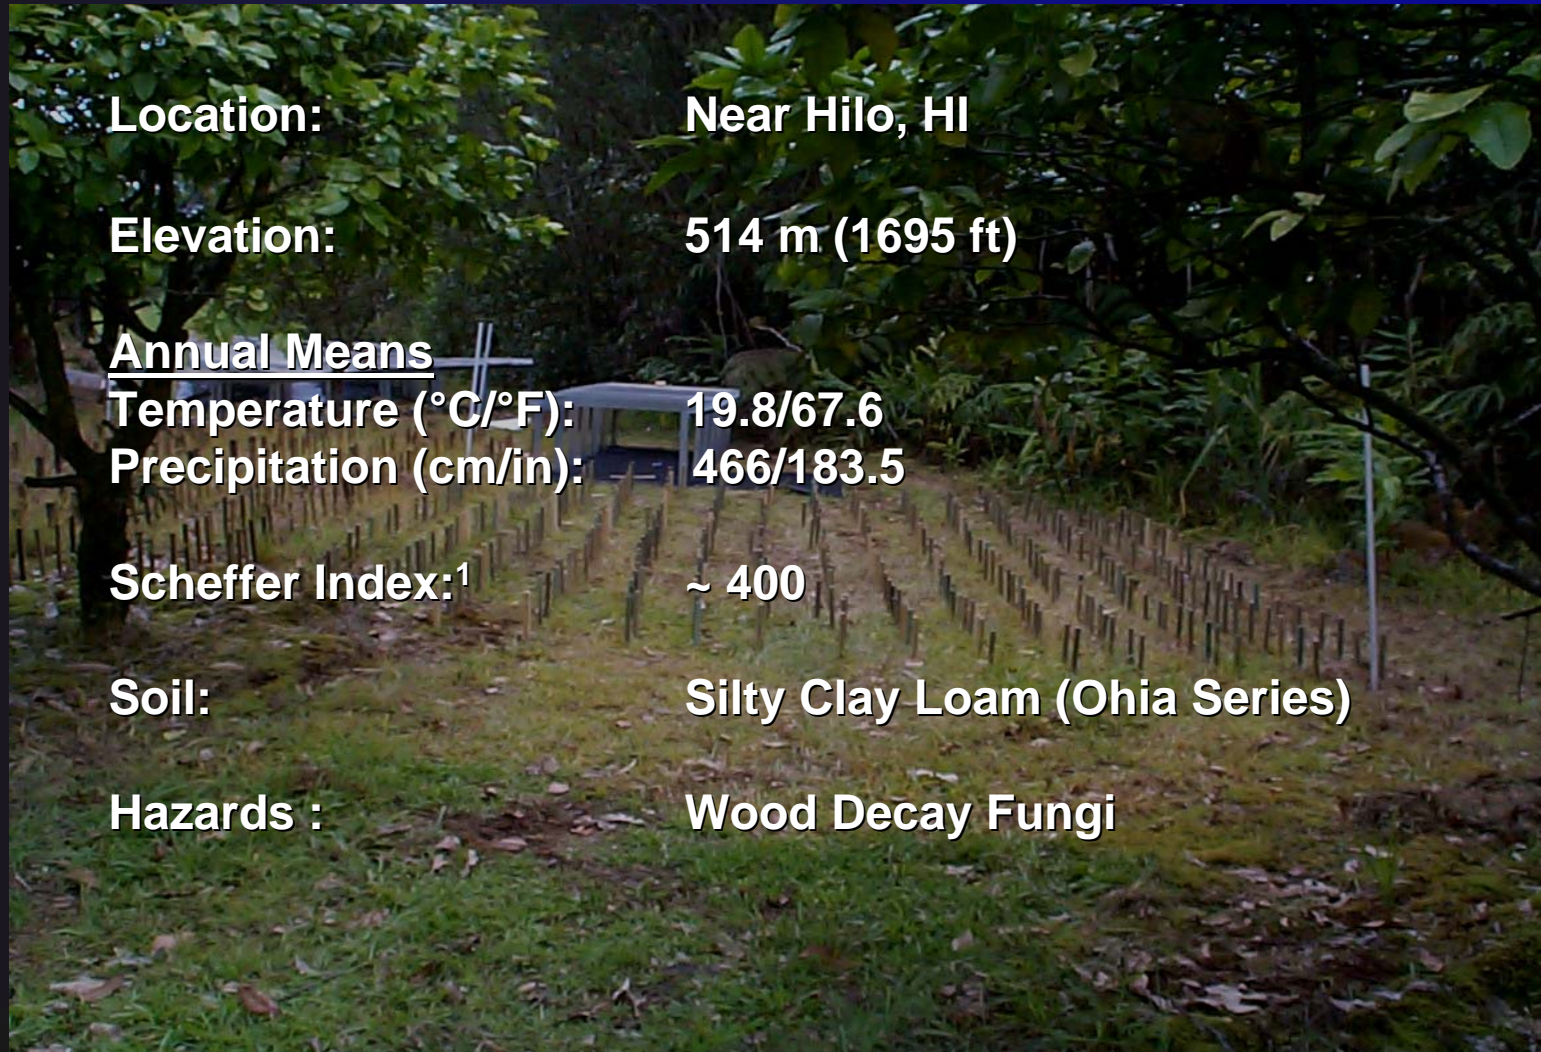 Location: Near Hilo, HI
Elevation: 514 m (1695 ft)
Annual Means
Temperature (°C/°F): 19.8/67.6
Precipitation (cm/in): 466/183.5
Scheffer Index:¹ ~ 400
Soil: Silty Clay Loam (Ohia Series)
Hazards : Wood Decay Fungi